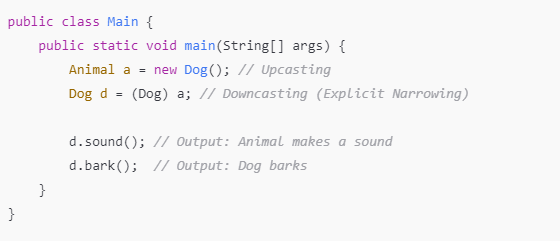 public class Main {
    public static void main(String[] args) {
        Animal a = new Dog(); // Upcasting
        Dog d = (Dog) a; // Downcasting (Explicit Narrowing)

        d.sound(); // Output: Animal makes a sound
        d.bark();  // Output: Dog barks
    }
}